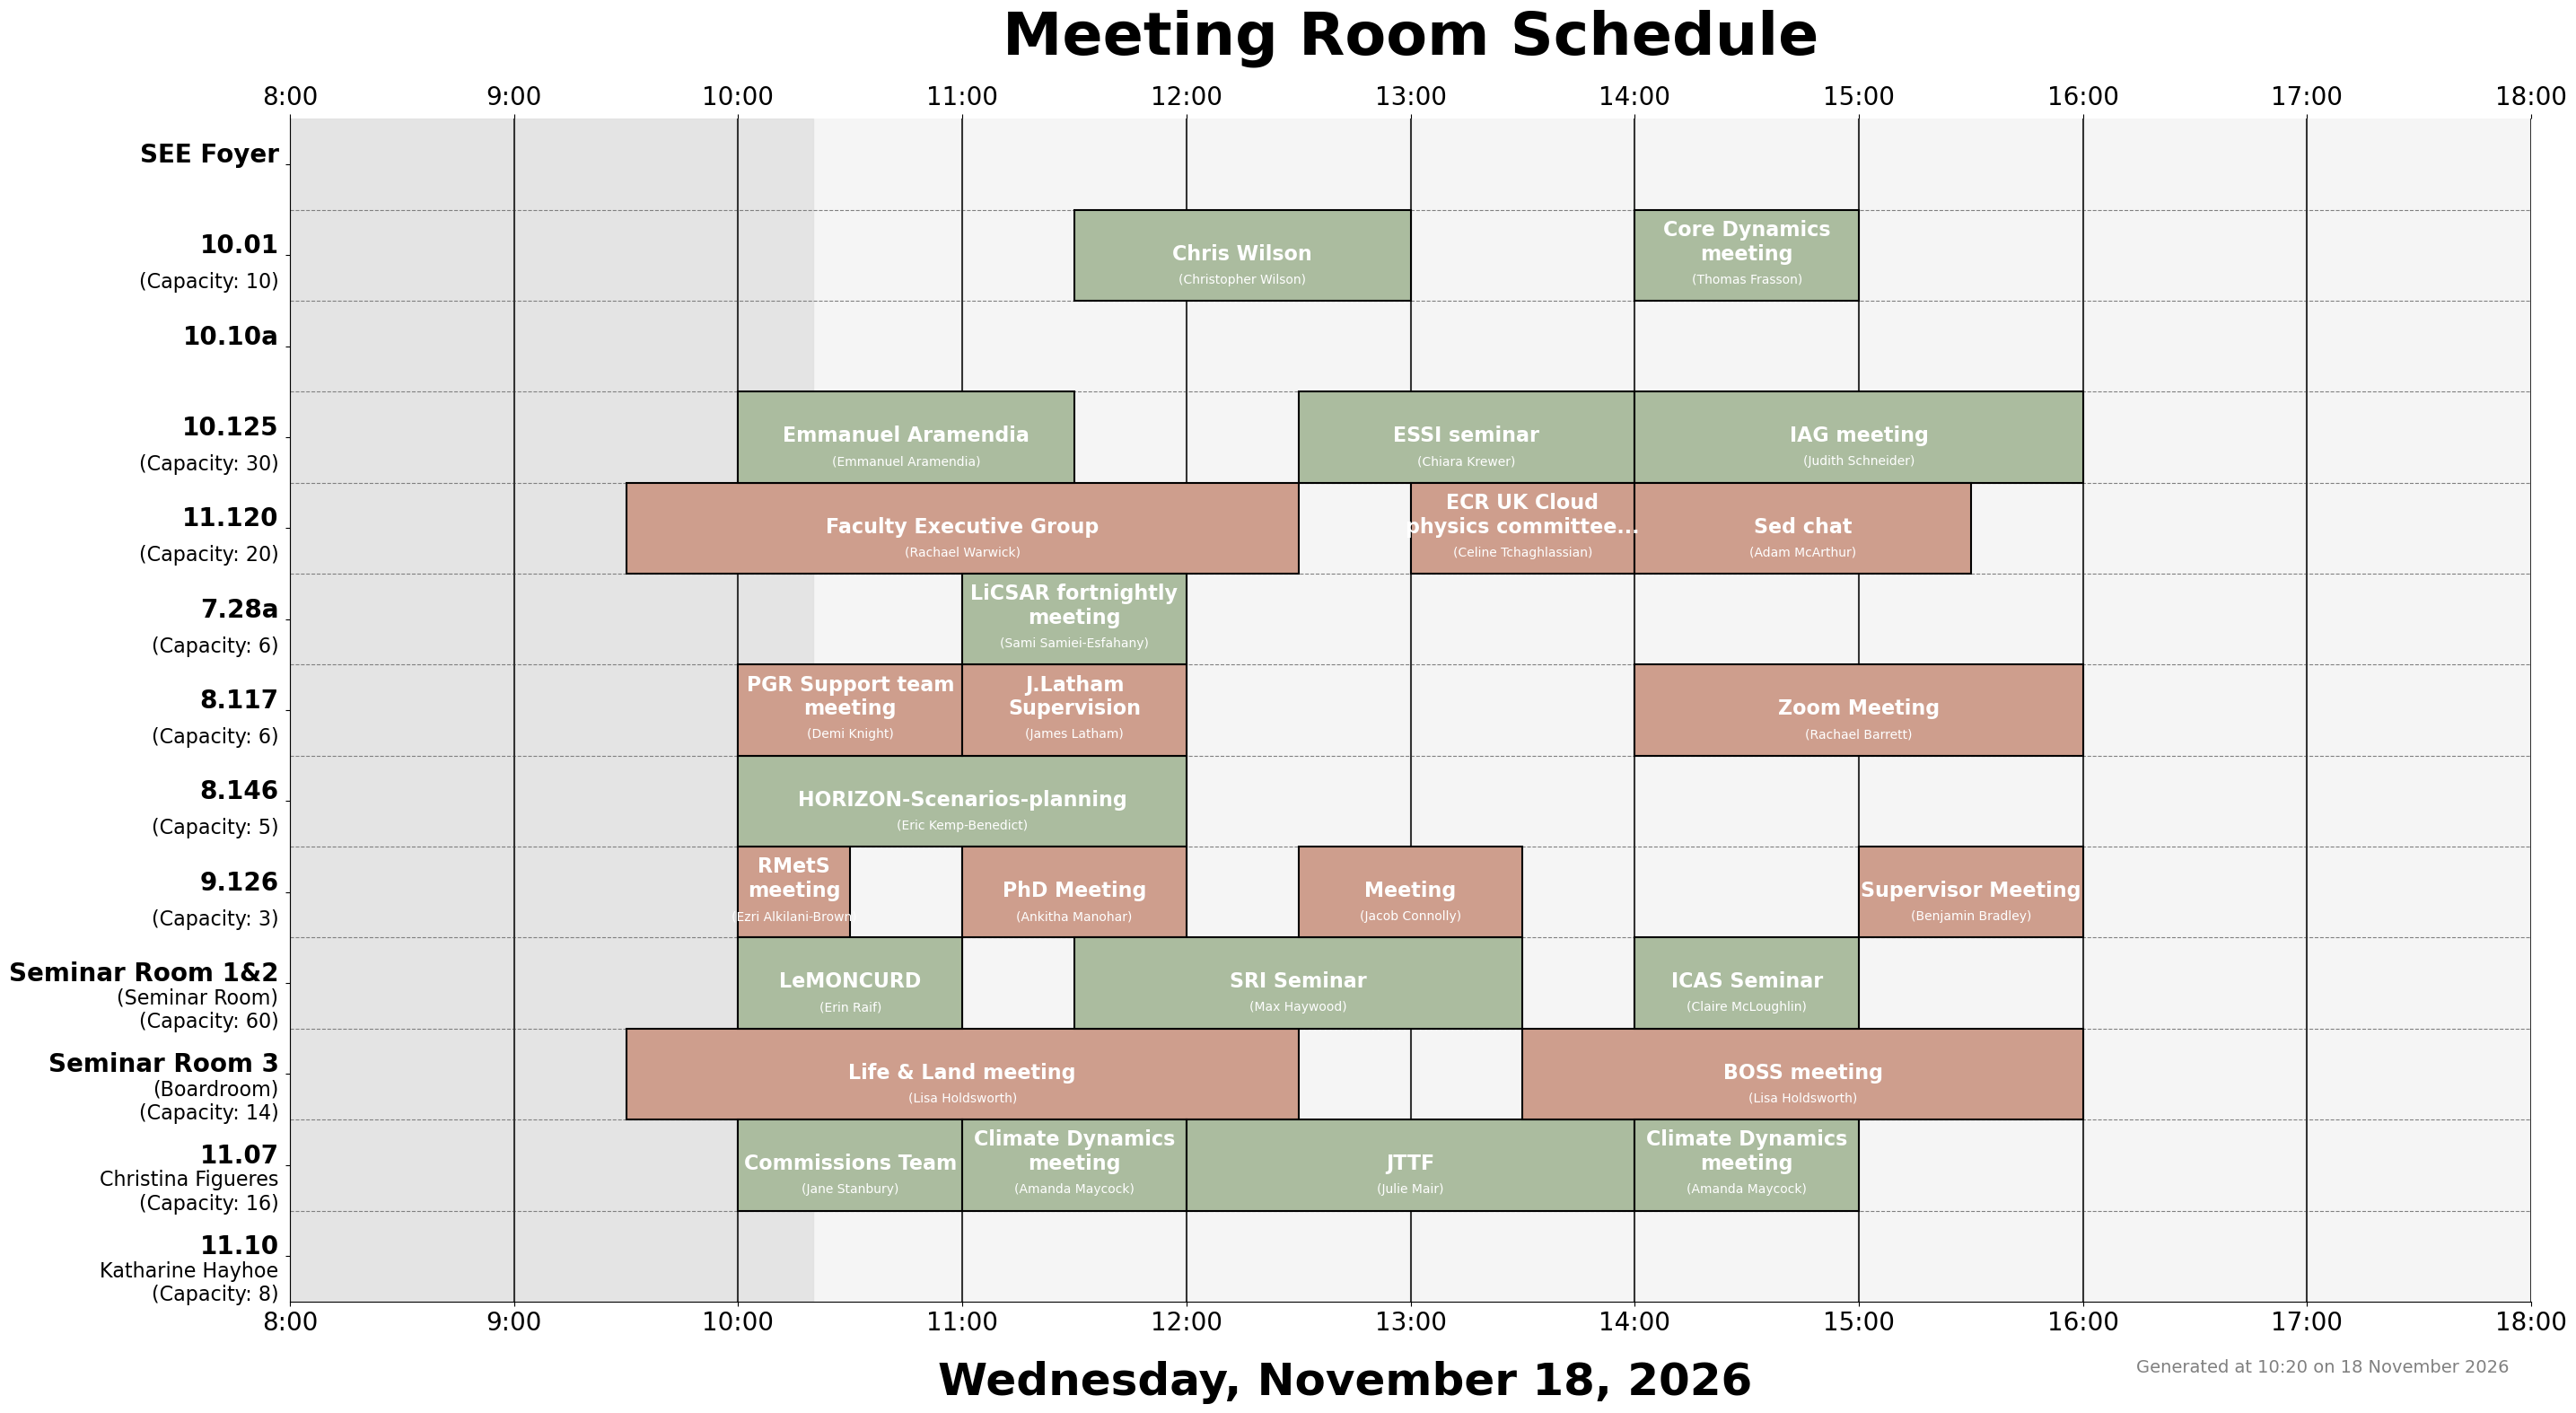 Meeting Room Schedule
8:00 9:00 10:00 11:00 12:00 13:00 14:00 15:00 16:00 17:00 18:00
SEE Foyer
10.01
(Capacity: 10)
Chris Wilson
(Christopher Wilson)
Core Dynamics
meeting
(Thomas Frasson)
10.10a
10.125
(Capacity: 30)
Emmanuel Aramendia
(Emmanuel Aramendia)
ESSI seminar
(Chiara Krewer)
IAG meeting
(Judith Schneider)
11.120
(Capacity: 20)
Faculty Executive Group
(Rachael Warwick)
ECR UK Cloud
physics committee...
(Celine Tchaghlassian)
Sed chat
(Adam McArthur)
7.28a
(Capacity: 6)
LiCSAR fortnightly
meeting
(Sami Samiei-Esfahany)
8.117
(Capacity: 6)
PGR Support team
meeting
(Demi Knight)
J.Latham
Supervision
(James Latham)
Zoom Meeting
(Rachael Barrett)
8.146
(Capacity: 5)
HORIZON-Scenarios-planning
(Eric Kemp-Benedict)
9.126
(Capacity: 3)
RMetS
meeting
(Ezri Alkilani-Brown)
PhD Meeting
(Ankitha Manohar)
Meeting
(Jacob Connolly)
Supervisor Meeting
(Benjamin Bradley)
Seminar Room 1&2
(Seminar Room)
(Capacity: 60)
LeMONCURD
(Erin Raif)
SRI Seminar
(Max Haywood)
ICAS Seminar
(Claire McLoughlin)
Seminar Room 3
(Boardroom)
(Capacity: 14)
Life & Land meeting
(Lisa Holdsworth)
BOSS meeting
(Lisa Holdsworth)
11.07
Christina Figueres
(Capacity: 16)
Commissions Team
(Jane Stanbury)
Climate Dynamics
meeting
(Amanda Maycock)
JTTF
(Julie Mair)
Climate Dynamics
meeting
(Amanda Maycock)
11.10
Katharine Hayhoe
(Capacity: 8)
8:00 9:00 10:00 11:00 12:00 13:00 14:00 15:00 16:00 17:00 18:00
Wednesday, November 18, 2026
Generated at 10:20 on 18 November 2026